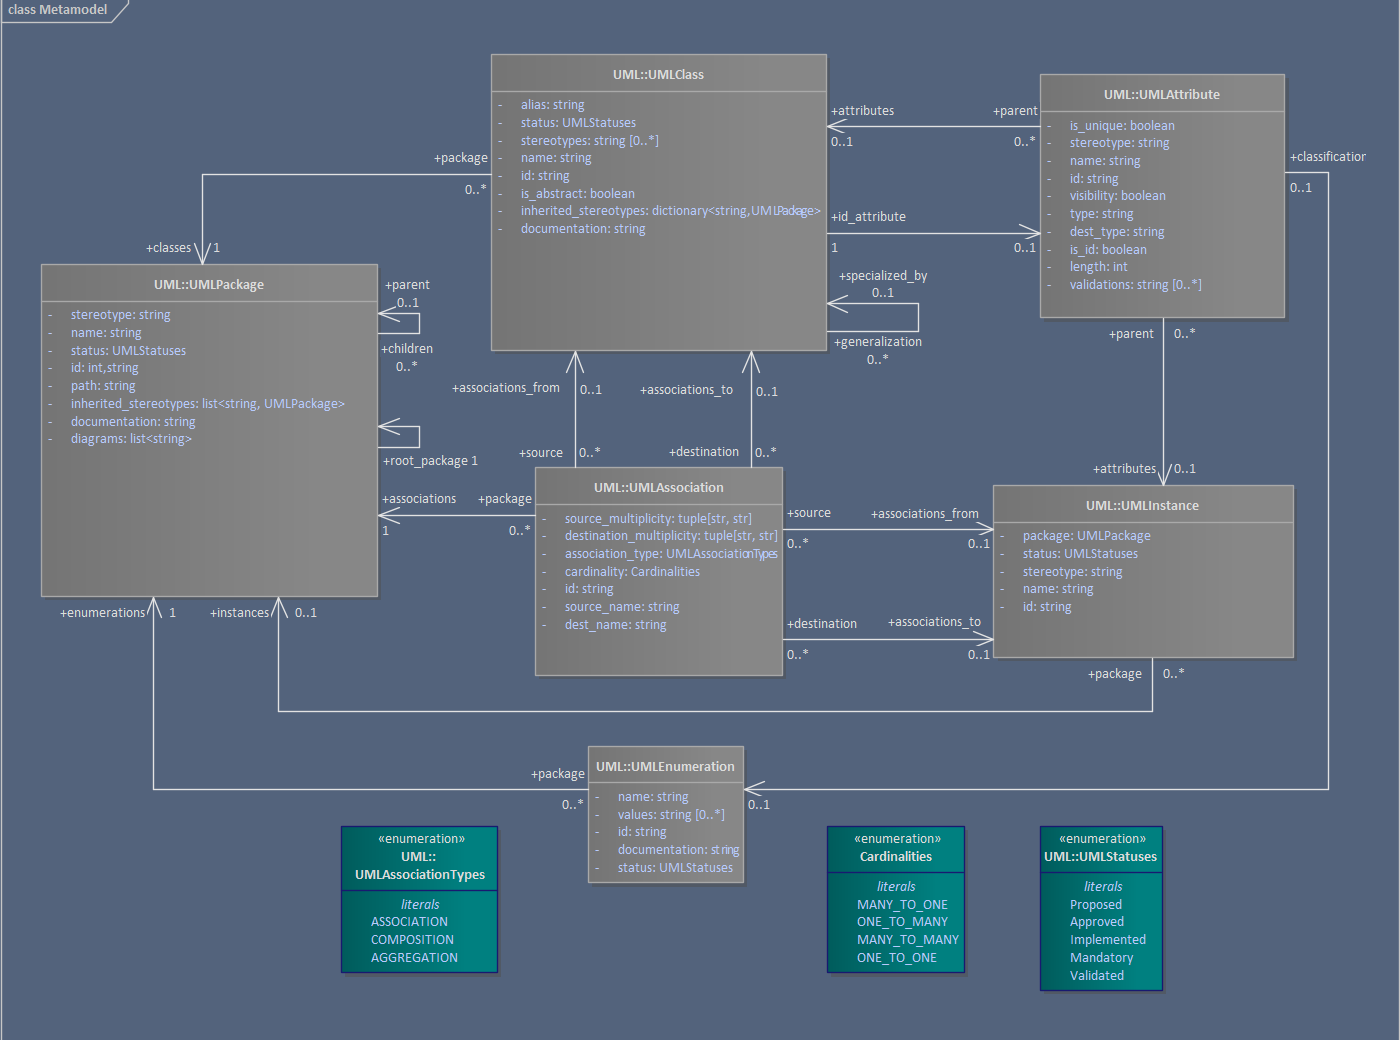 class Metamodel
UML::UMLClass
- alias: string
- status: UMLStatuses
- stereotypes: string [0..*]
- name: string
- id: string
- is_abstract: boolean
- inherited_stereotypes: dictionary<string,UMLPackage>
- documentation: string
UML::UMLAttribute
- is_unique: boolean
- stereotype: string
- name: string
- id: string
- visibility: boolean
- type: string
- dest_type: string
- is_id: boolean
- length: int
- validations: string [0..*]
+attributes
0..1
+parent
0..*
+classification
0..1
+package
0..*
+classes
1
+id_attribute
1
0..1
+specialized_by
0..1
+generalization
0..*
UML::UMLPackage
- stereotype: string
- name: string
- status: UMLStatuses
- id: int,string
- path: string
- inherited_stereotypes: list<string, UMLPackage>
- documentation: string
- diagrams: list<string>
+parent
0..1
+children
0..*
+root_package 1
+associations_from
0..1
+associations_to
0..1
+source
0..*
+destination
0..*
+parent
0..*
+attributes
0..1
+associations
1
+package
0..*
UML::UMLAssociation
- source_multiplicity: tuple[str, str]
- destination_multiplicity: tuple[str, str]
- association_type: UMLAssociationTypes
- cardinality: Cardinalities
- id: string
- source_name: string
- dest_name: string
+source
0..*
+associations_from
0..1
+destination
0..*
+associations_to
0..1
UML::UMLInstance
- package: UMLPackage
- status: UMLStatuses
- stereotype: string
- name: string
- id: string
+enumerations
1
+instances
0..1
+package
0..*
+package
0..*
UML::UMLEnumeration
- name: string
- values: string [0..*]
- id: string
- documentation: string
- status: UMLStatuses
0..1
«enumeration»
UML::
UMLAssociationTypes
literals
ASSOCIATION
COMPOSITION
AGGREGATION
«enumeration»
Cardinalities
literals
MANY_TO_ONE
ONE_TO_MANY
MANY_TO_MANY
ONE_TO_ONE
«enumeration»
UML::UMLStatuses
literals
Proposed
Approved
Implemented
Mandatory
Validated